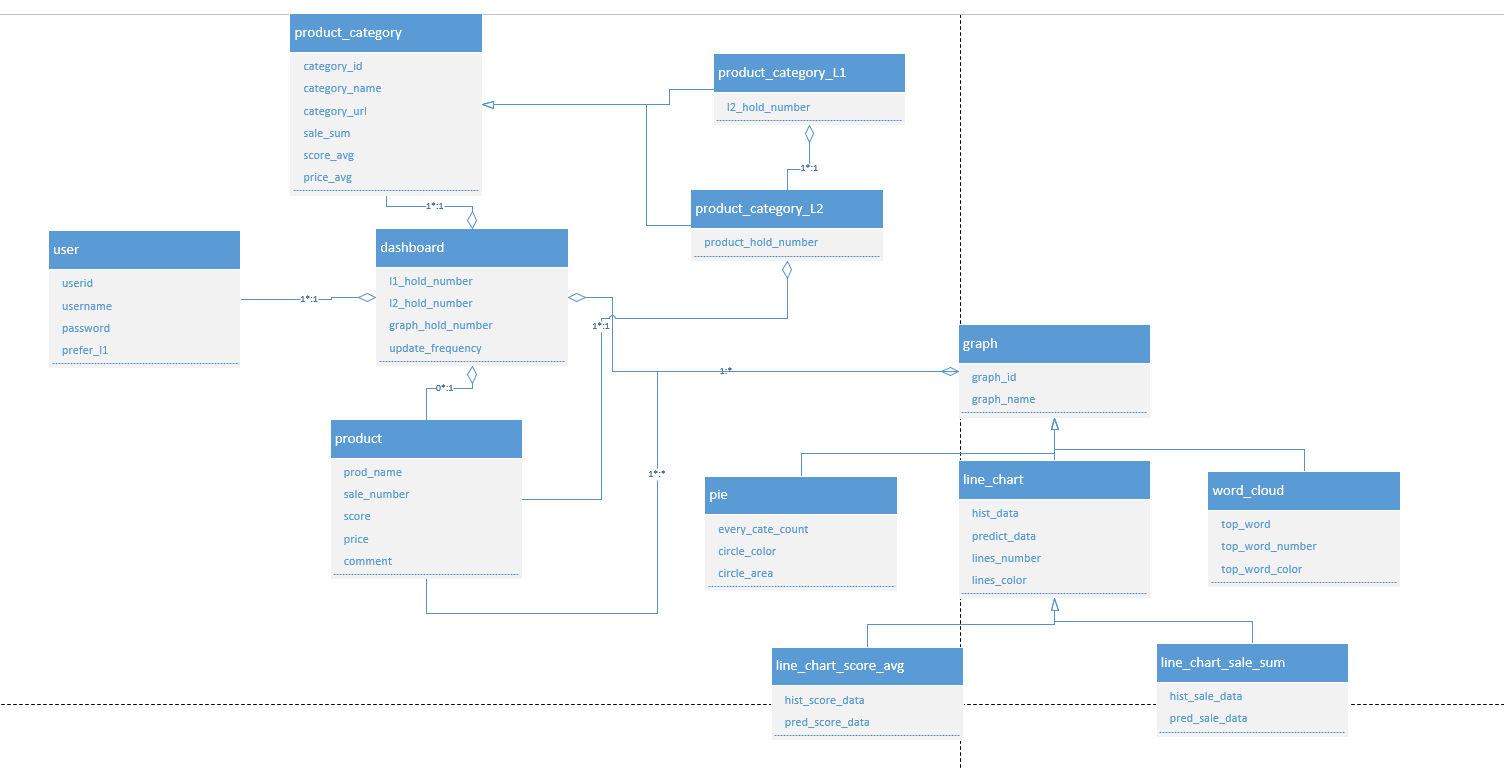 product_category
category_id
category_name
category_url
sale_sum
score_avg
price_avg
product_category_L1
l2_hold_number
1*:1
product_category_L2
product_hold_number
1*:1
user
userid
username
password
prefer_l1
1*:1
dashboard
l1_hold_number
l2_hold_number
graph_hold_number
update_frequency
1*:1
1:*
graph
graph_id
graph_name
0*:1
product
prod_name
sale_number
score
price
comment
1*:*
pie
every_cate_count
circle_color
circle_area
line_chart
hist_data
predict_data
lines_number
lines_color
word_cloud
top_word
top_word_number
top_word_color
line_chart_score_avg
hist_score_data
pred_score_data
line_chart_sale_sum
hist_sale_data
pred_sale_data